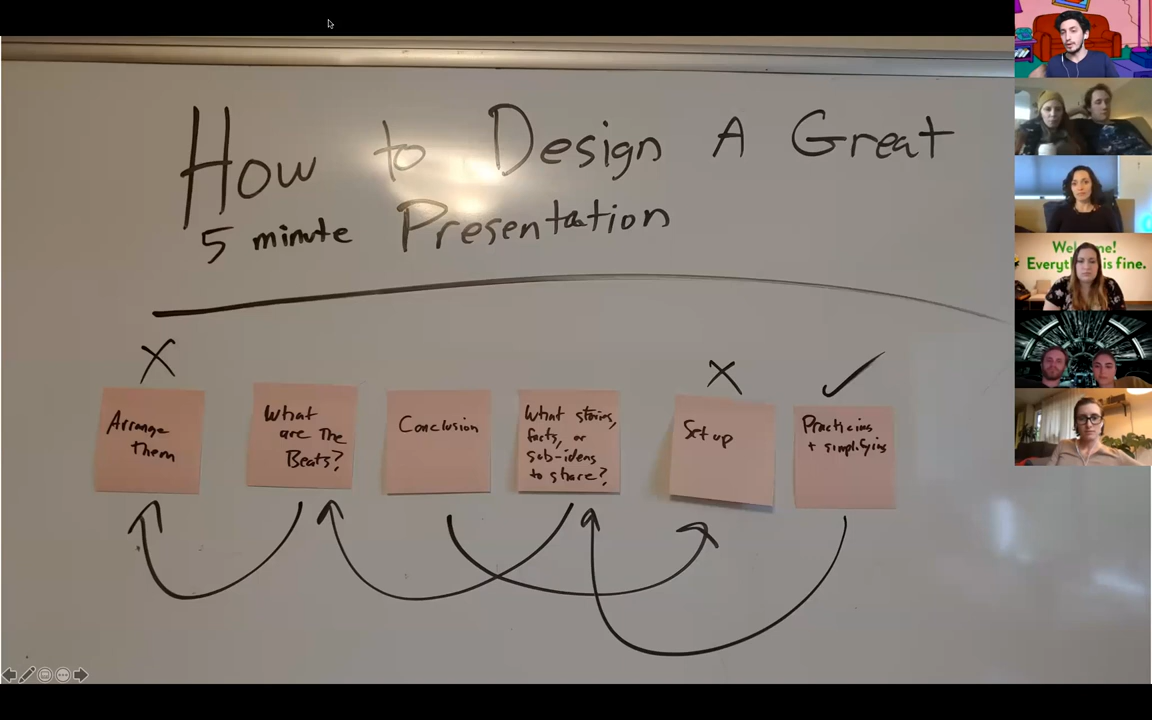 How to Design A Great
5 minute Presentation
Arrange
them
What
are The
Beats?
Conclusion
What stories,
facts, or
sub-ideas
to share?
Set up
Practicing
+ simplifying
Welcome!
Everything is fine.